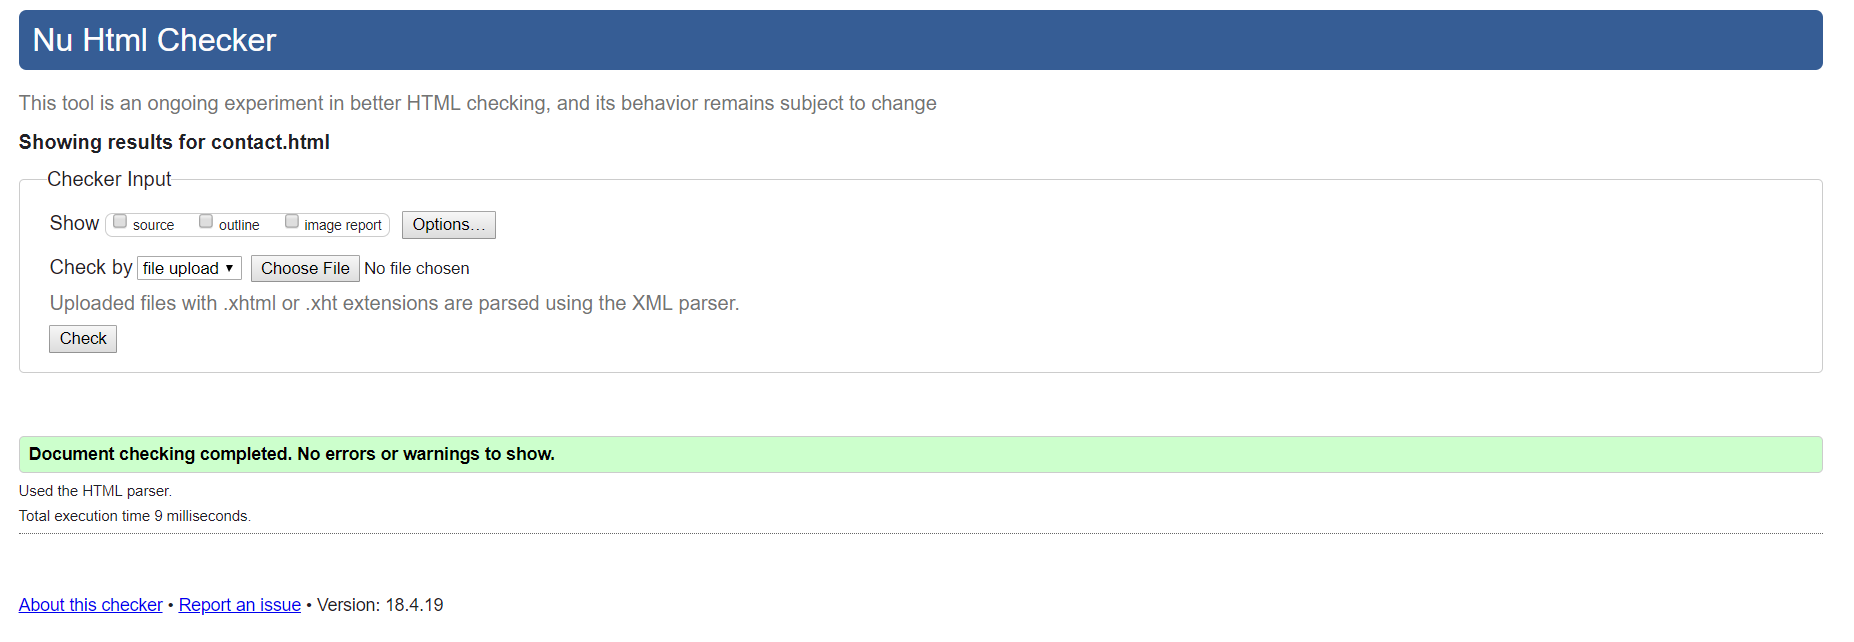 Nu Html Checker
This tool is an ongoing experiment in better HTML checking, and its behavior remains subject to change
Showing results for contact.html
Checker Input
Show source outline image report Options…
Check by file upload Choose File No file chosen
Uploaded files with .xhtml or .xht extensions are parsed using the XML parser.
Check
Document checking completed. No errors or warnings to show.
Used the HTML parser.
Total execution time 9 milliseconds.
About this checker • Report an issue • Version: 18.4.19